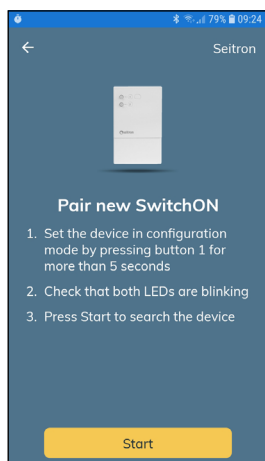 79% 09:24
Seitron
Pair new SwitchON
1. Set the device in configuration
mode by pressing button 1 for
more than 5 seconds
2. Check that both LEDs are blinking
3. Press Start to search the device
Start